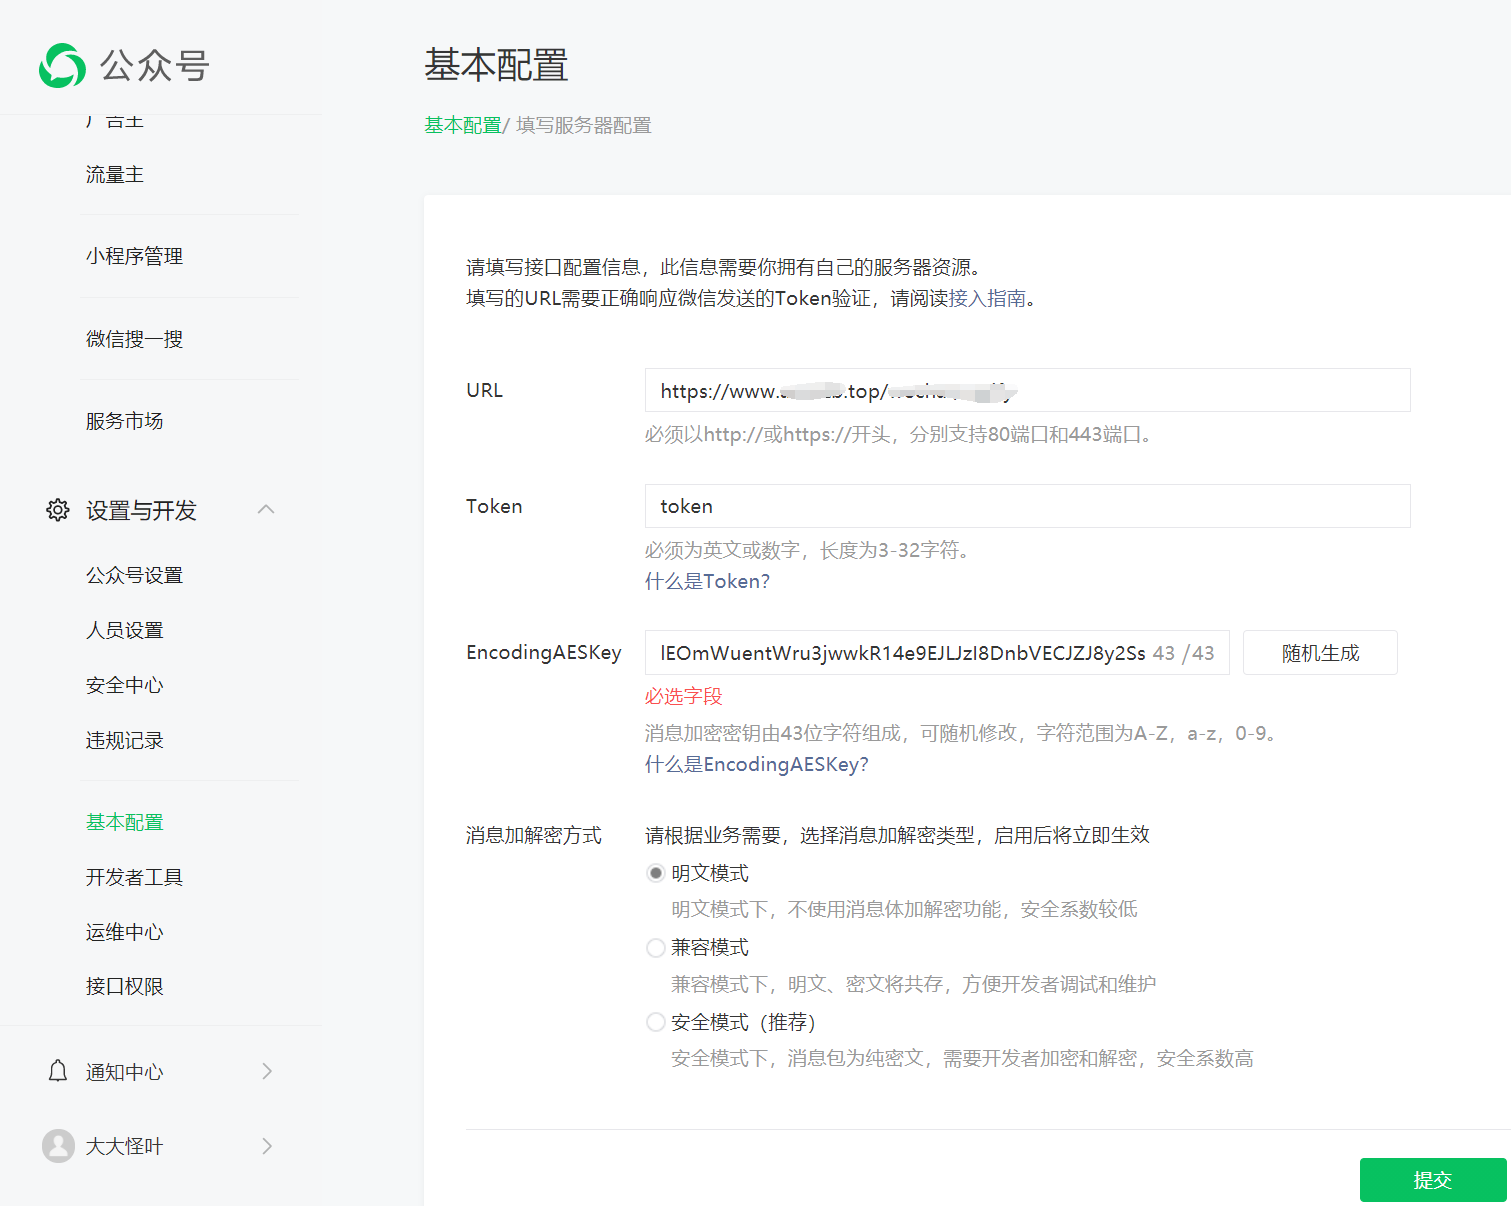 公众号
广告主
流量主
小程序管理
微信搜一搜
服务市场
设置与开发
公众号设置
人员设置
安全中心
违规记录
基本配置
开发者工具
运维中心
接口权限
通知中心
大大怪叶
基本配置
基本配置/ 填写服务器配置
请填写接口配置信息，此信息需要你拥有自己的服务器资源。
填写的URL需要正确响应微信发送的Token验证，请阅读接入指南。
URL
https://www. .top/
必须以http://或https://开头，分别支持80端口和443端口。
Token
token
必须为英文或数字，长度为3-32字符。
什么是Token?
EncodingAESKey
lEOmWuentWru3jwwkR14e9EJLJzI8DnbVECJZJ8y2Ss 43 /43
随机生成
必选字段
消息加密密钥由43位字符组成，可随机修改，字符范围为A-Z，a-z，0-9。
什么是EncodingAESKey?
消息加解密方式
请根据业务需要，选择消息加解密类型，启用后将立即生效
明文模式
明文模式下，不使用消息体加解密功能，安全系数较低
兼容模式
兼容模式下，明文、密文将共存，方便开发者调试和维护
安全模式（推荐）
安全模式下，消息包为纯密文，需要开发者加密和解密，安全系数高
提交